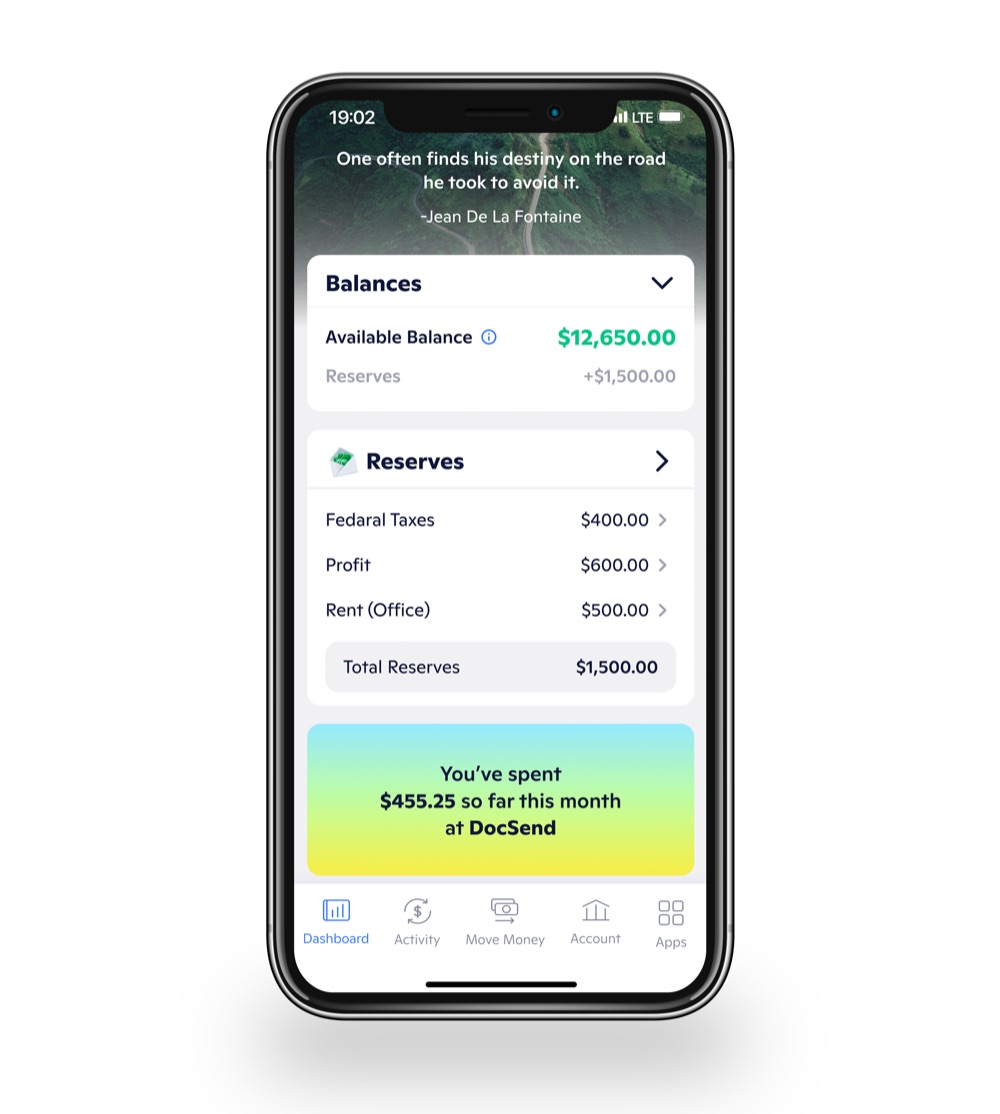 19:02
LTE
One often finds his destiny on the road
he took to avoid it.
-Jean De La Fontaine
Balances
Available Balance
$12,650.00
Reserves
+$1,500.00
Reserves
Fedaral Taxes
$400.00
Profit
$600.00
Rent (Office)
$500.00
Total Reserves
$1,500.00
You’ve spent
$455.25 so far this month
at DocSend
Dashboard
Activity
Move Money
Account
Apps